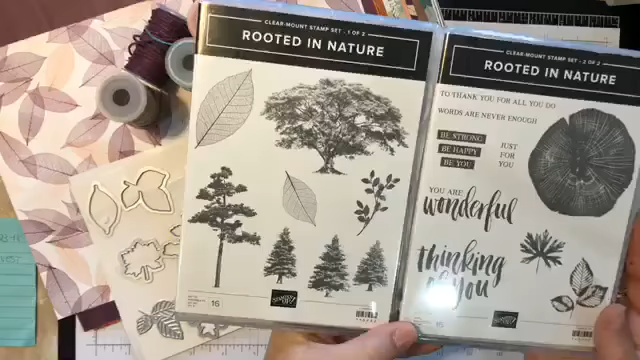 CLEAR-MOUNT STAMP SET - 1 OF 2
ROOTED IN NATURE
16
CLEAR-MOUNT STAMP SET - 2 OF 2
ROOTED IN NATURE
TO THANK YOU FOR ALL YOU DO
WORDS ARE NEVER ENOUGH
BE STRONG
BE HAPPY
BE YOU
JUST
FOR
YOU
YOU ARE
wonderful
thinking
of you